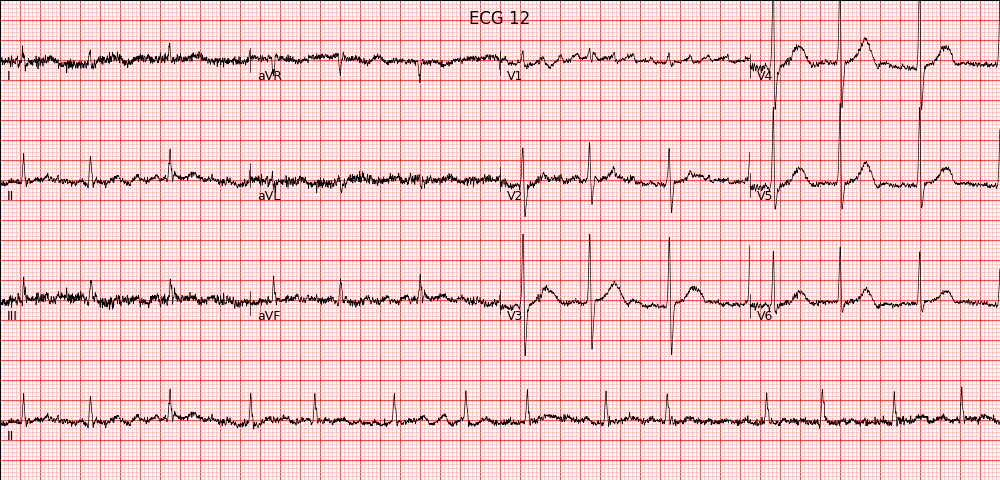 ECG 12
I aVR V1 V4
II aVL V2 V5
III aVF V3 V6
II